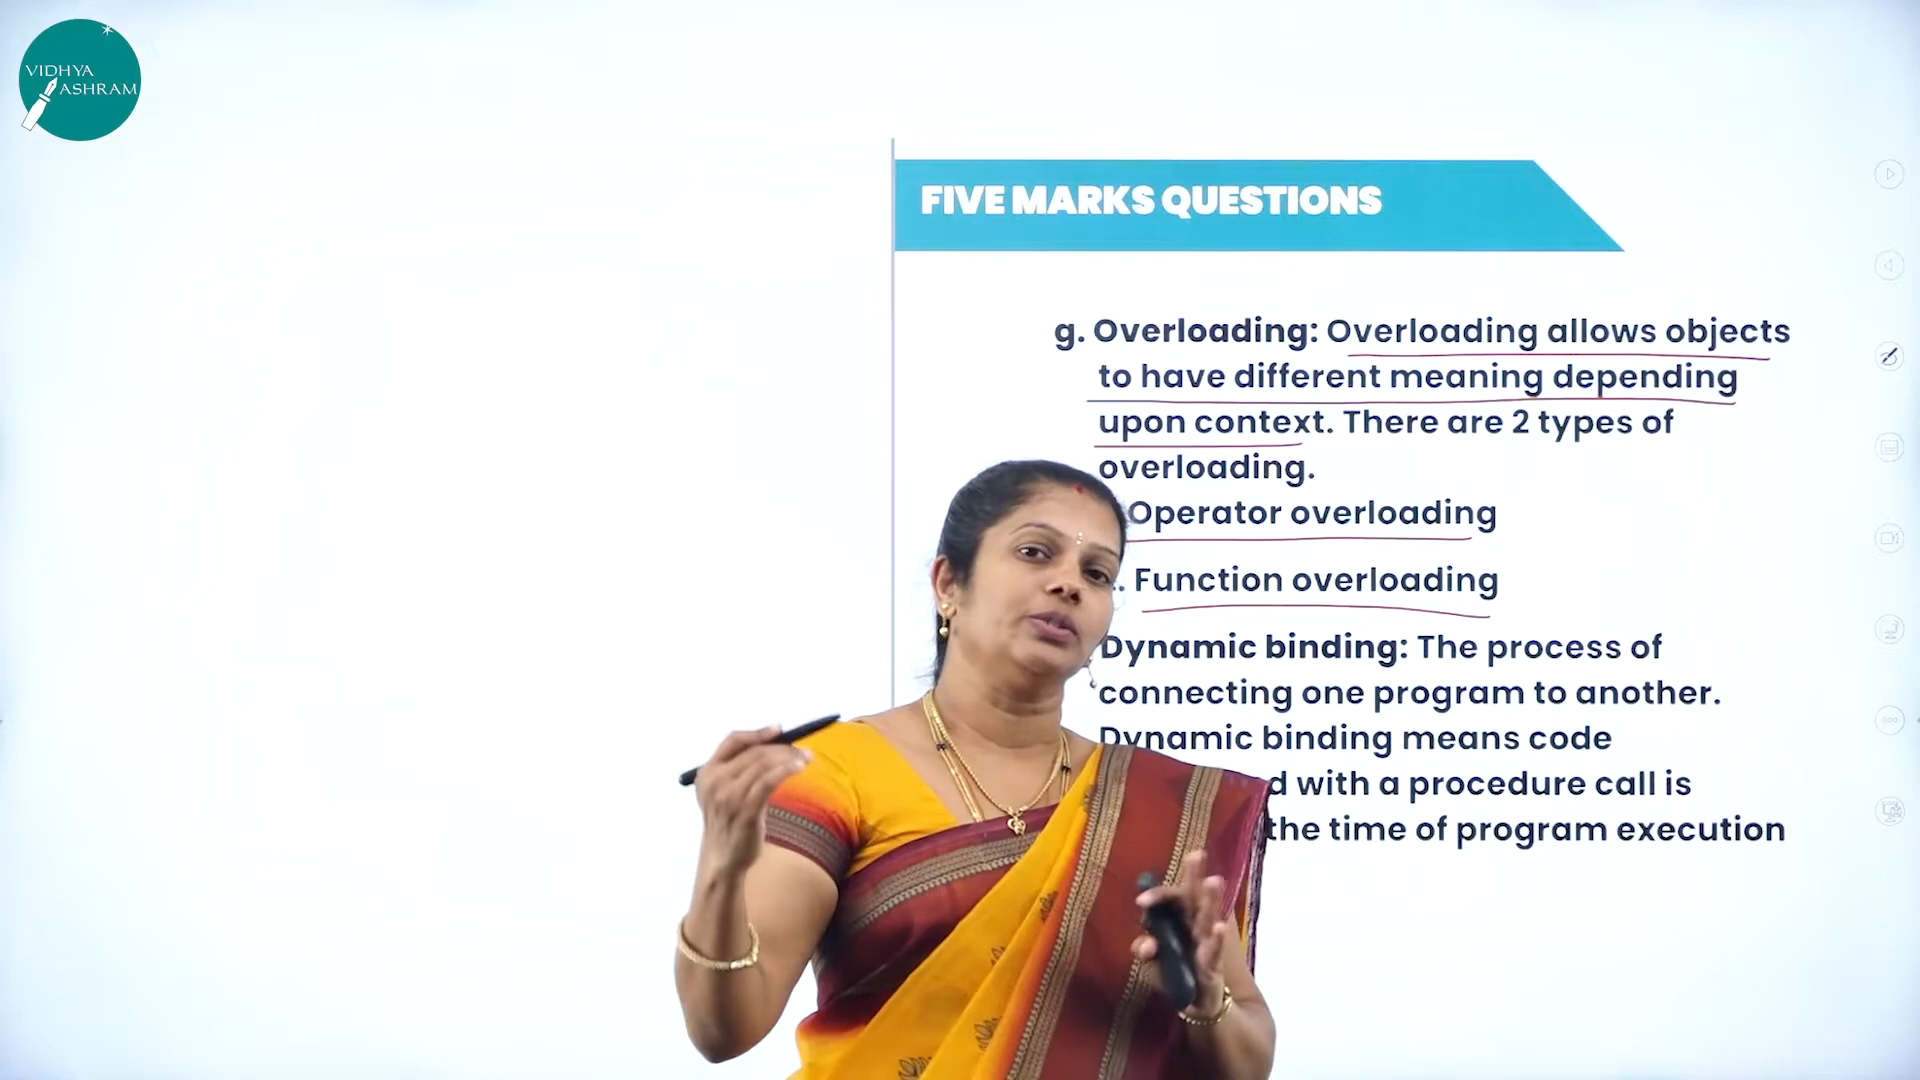 VIDHYA
ASHRAM
FIVE MARKS QUESTIONS
g. Overloading: Overloading allows objects
to have different meaning depending
upon context. There are 2 types of
overloading.
Operator overloading
Function overloading
Dynamic binding: The process of
connecting one program to another.
Dynamic binding means code
with a procedure call is
the time of program execution